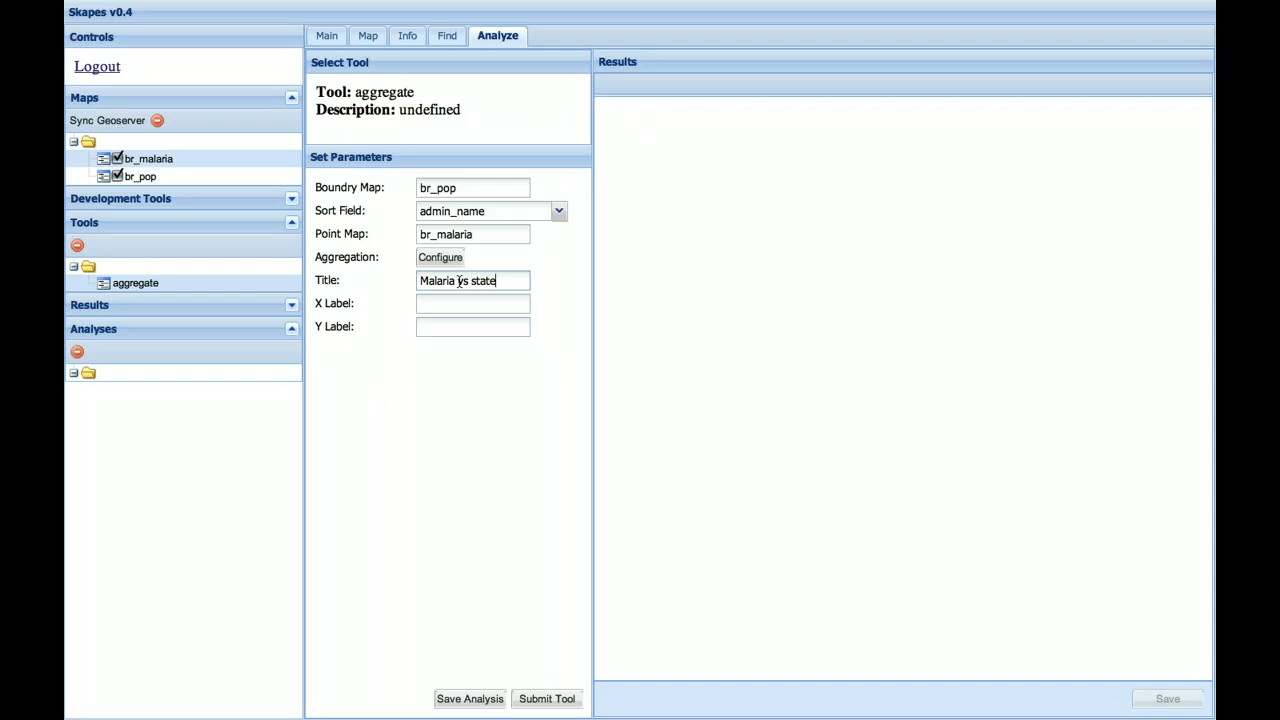 Skapes v0.4
Controls
Main
Map
Info
Find
Analyze
Logout
Select Tool
Results
Tool: aggregate
Description: undefined
Maps
Sync Geoserver
br_malaria
br_pop
Set Parameters
Boundry Map:
br_pop
Development Tools
Sort Field:
admin_name
Tools
Point Map:
br_malaria
Aggregation:
Configure
aggregate
Title:
Malaria vs state
Results
X Label:
Analyses
Y Label:
Save Analysis
Submit Tool
Save